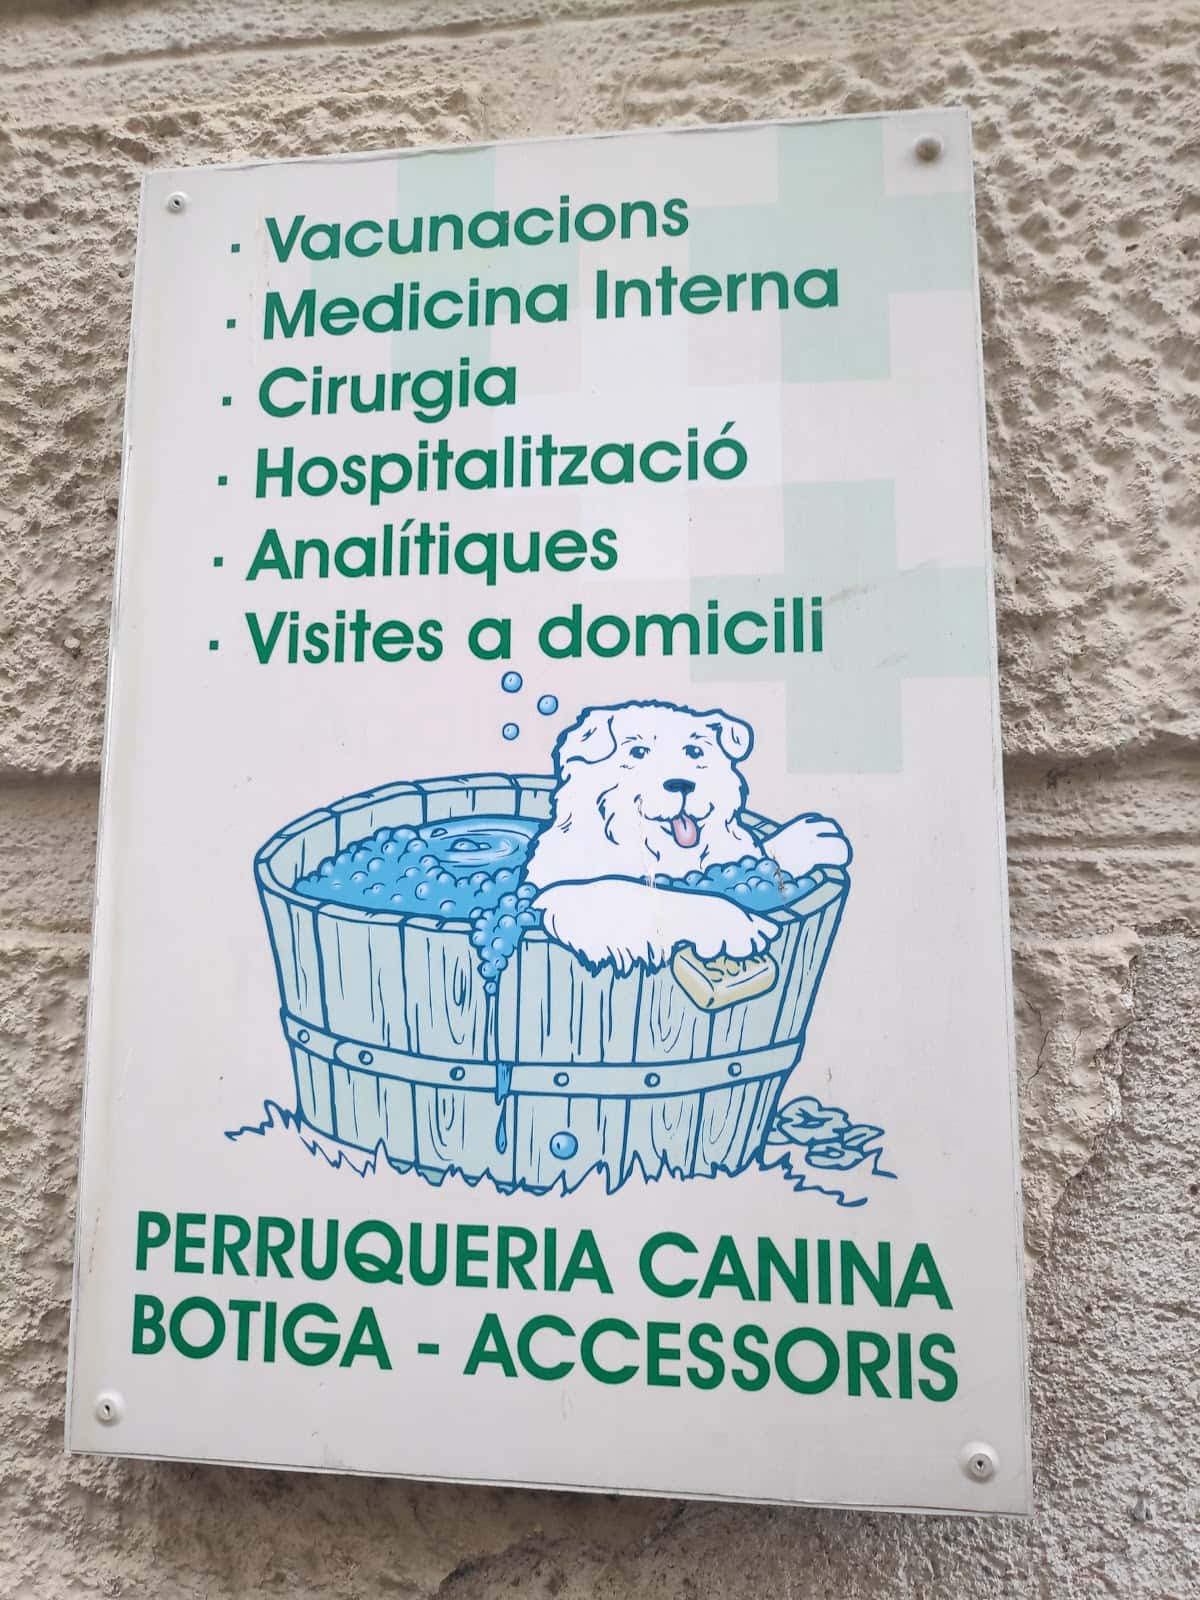 · Vacunacions
· Medicina Interna
· Cirurgia
· Hospitalització
· Analítiques
· Visites a domicili
PERRUQUERIA CANINA
BOTIGA - ACCESSORIS